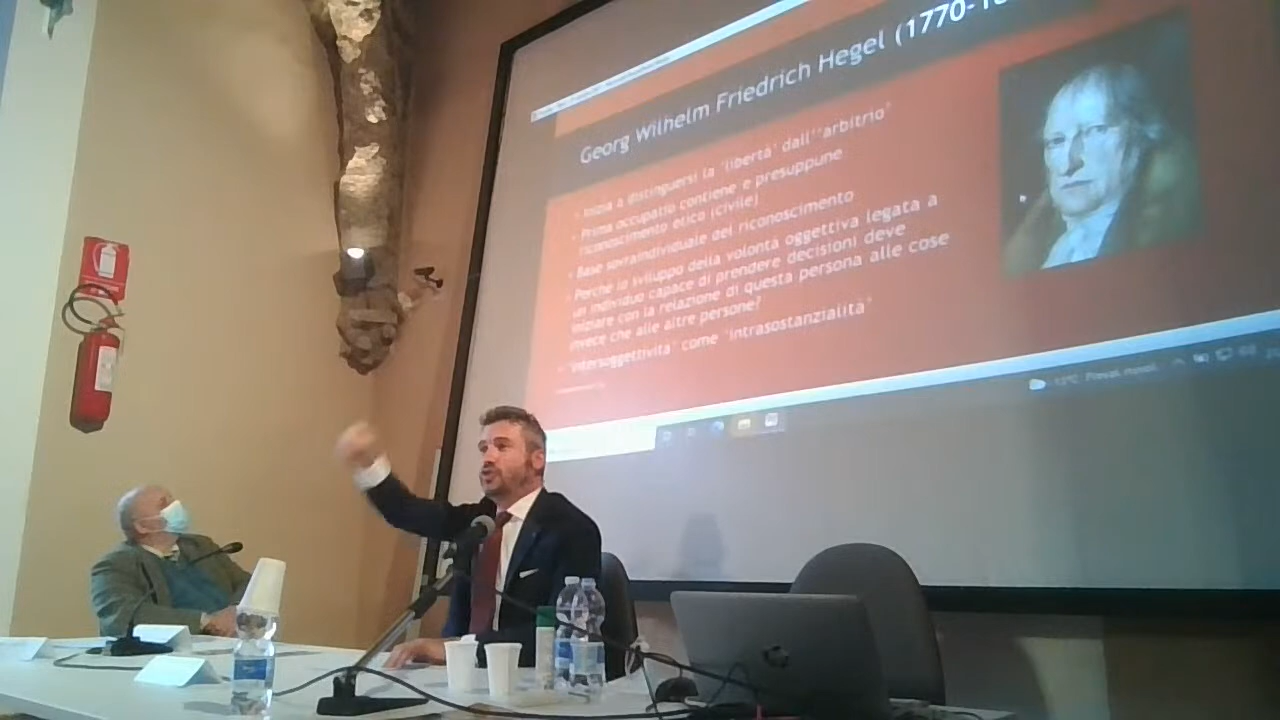 Georg Wilhelm Friedrich Hegel (1770-
Inizia a distinguersi la "libertà" dall'"arbitrio"
Prima occupatio contiene e presuppone
riconoscimento etico (civile)
Base sovraindividuale del riconoscimento
Perché lo sviluppo della volontà oggettiva legata a
un individuo capace di prendere decisioni deve
iniziare con la relazione di questa persona alle cose
invece che alle altre persone?
"intersoggettività" come "intrasostanzialità"